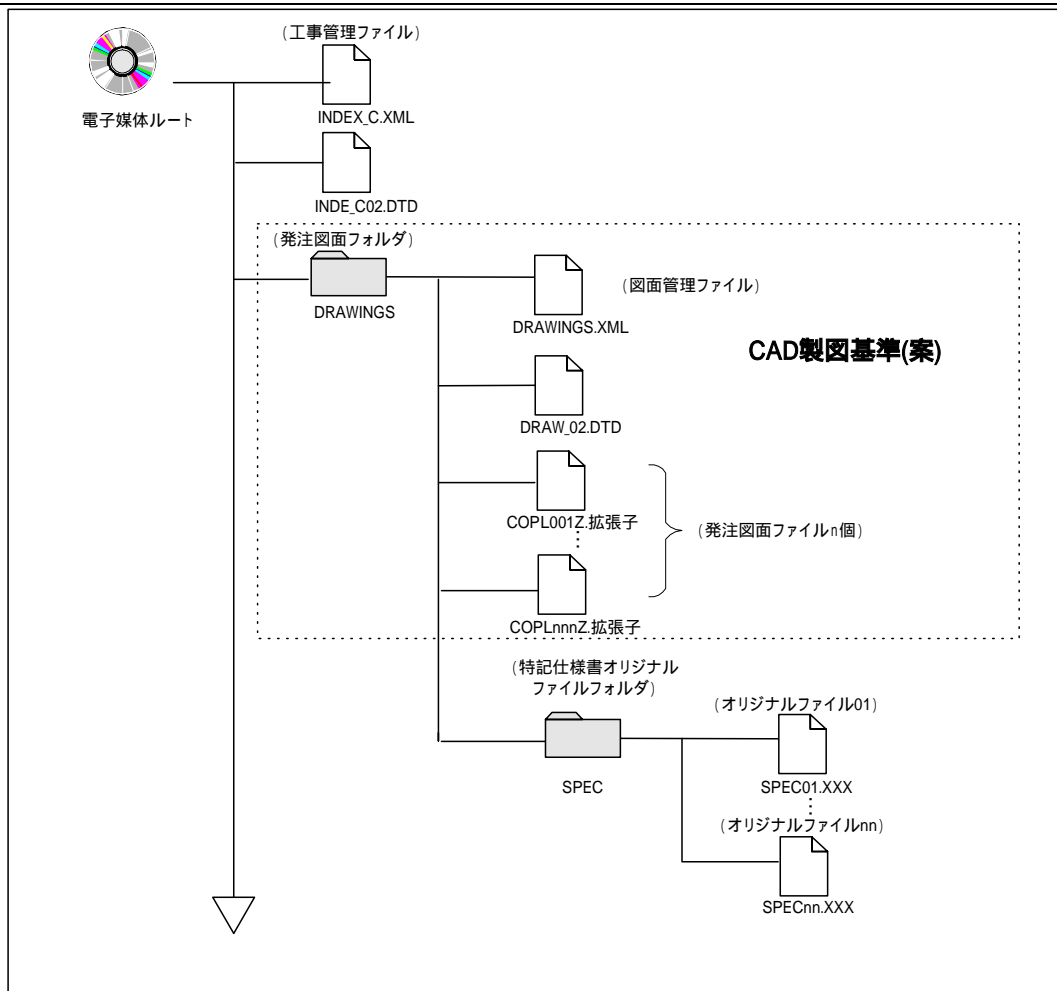 (工事管理ファイル)
電子媒体ルート
INDEX_C.XML
INDE_C02.DTD
(発注図面フォルダ)
DRAWINGS
(図面管理ファイル)
DRAWINGS.XML
CAD製図基準(案)
DRAW_02.DTD
COPL001Z.拡張子
(発注図面ファイルn個)
COPLnnnZ.拡張子
(特記仕様書オリジナル
ファイルフォルダ)
SPEC
(オリジナルファイル01)
SPEC01.XXX
(オリジナルファイルnn)
SPECnn.XXX